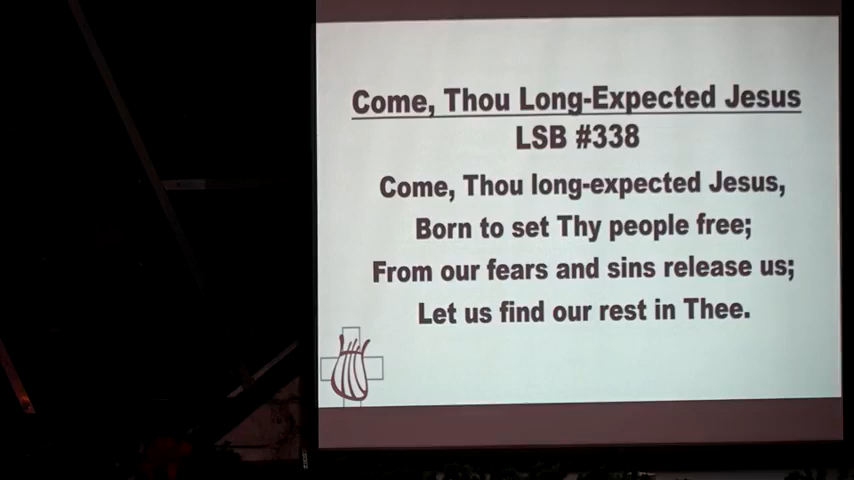 Come, Thou Long-Expected Jesus
LSB #338
Come, Thou long-expected Jesus,
Born to set Thy people free;
From our fears and sins release us;
Let us find our rest in Thee.